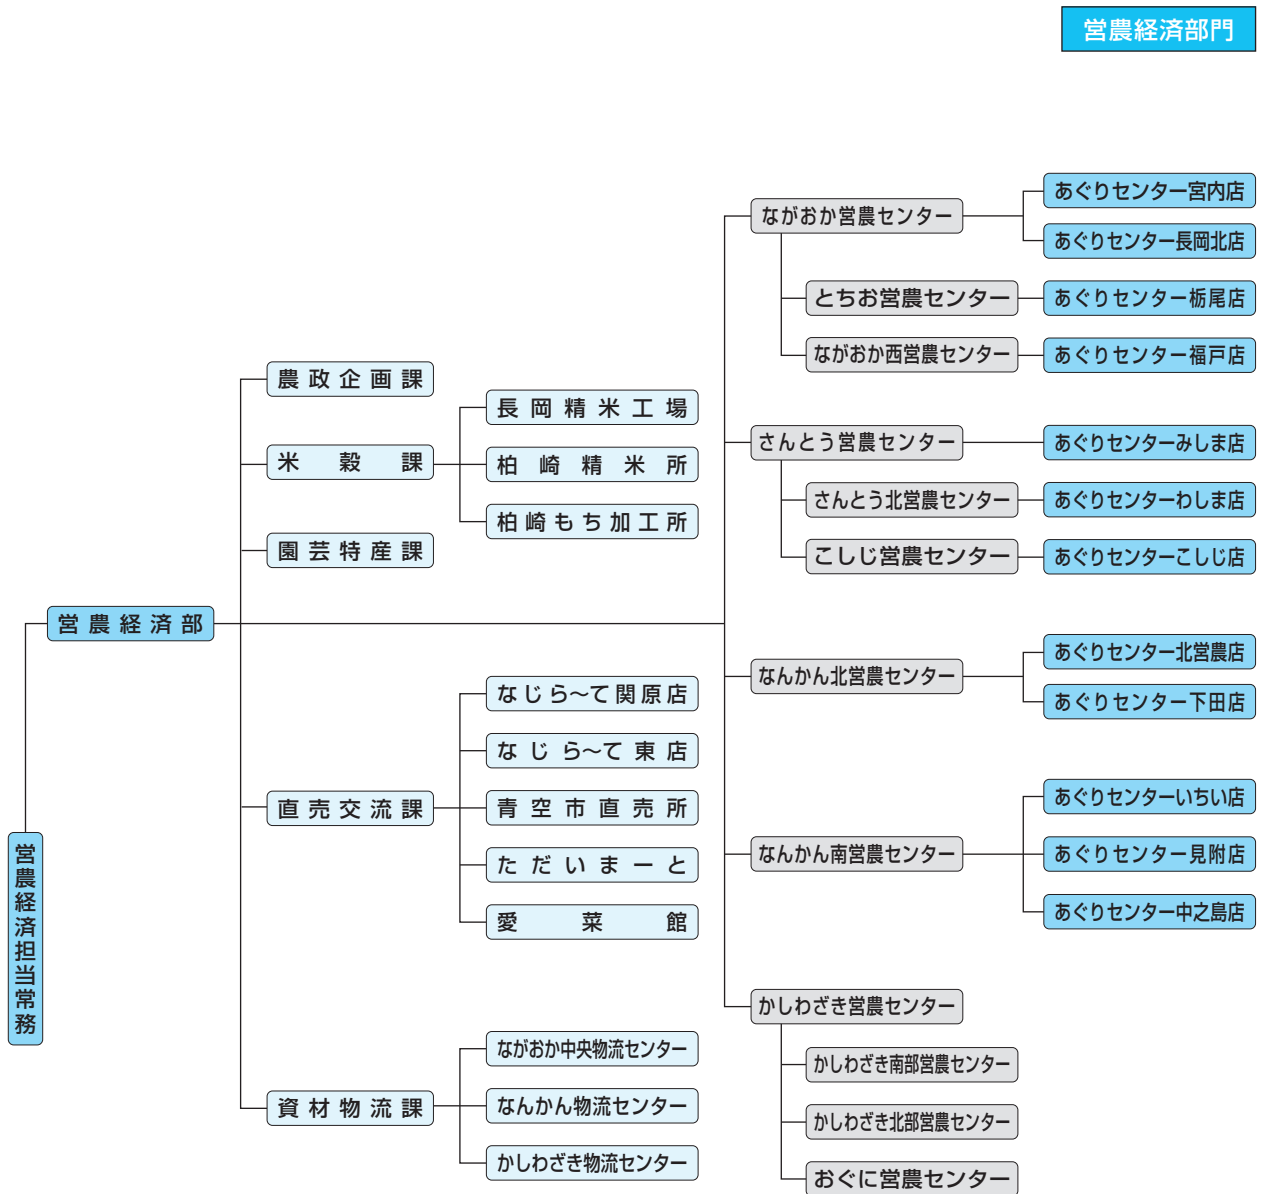 営農経済部門
営農経済担当常務
営農経済部
農政企画課
米穀課
長岡精米工場
柏崎精米所
柏崎もち加工所
園芸特産課
直売交流課
なじら〜て関原店
なじら〜て東店
青空市直売所
ただいまーと
愛菜館
資材物流課
ながおか中央物流センター
なんかん物流センター
かしわざき物流センター
ながおか営農センター
あぐりセンター宮内店
あぐりセンター長岡北店
とちお営農センター
あぐりセンター栃尾店
ながおか西営農センター
あぐりセンター福戸店
さんとう営農センター
あぐりセンターみしま店
さんとう北営農センター
あぐりセンターわしま店
こしじ営農センター
あぐりセンターこしじ店
なんかん北営農センター
あぐりセンター北営農店
あぐりセンター下田店
なんかん南営農センター
あぐりセンターいちい店
あぐりセンター見附店
あぐりセンター中之島店
かしわざき営農センター
かしわざき南部営農センター
かしわざき北部営農センター
おぐに営農センター